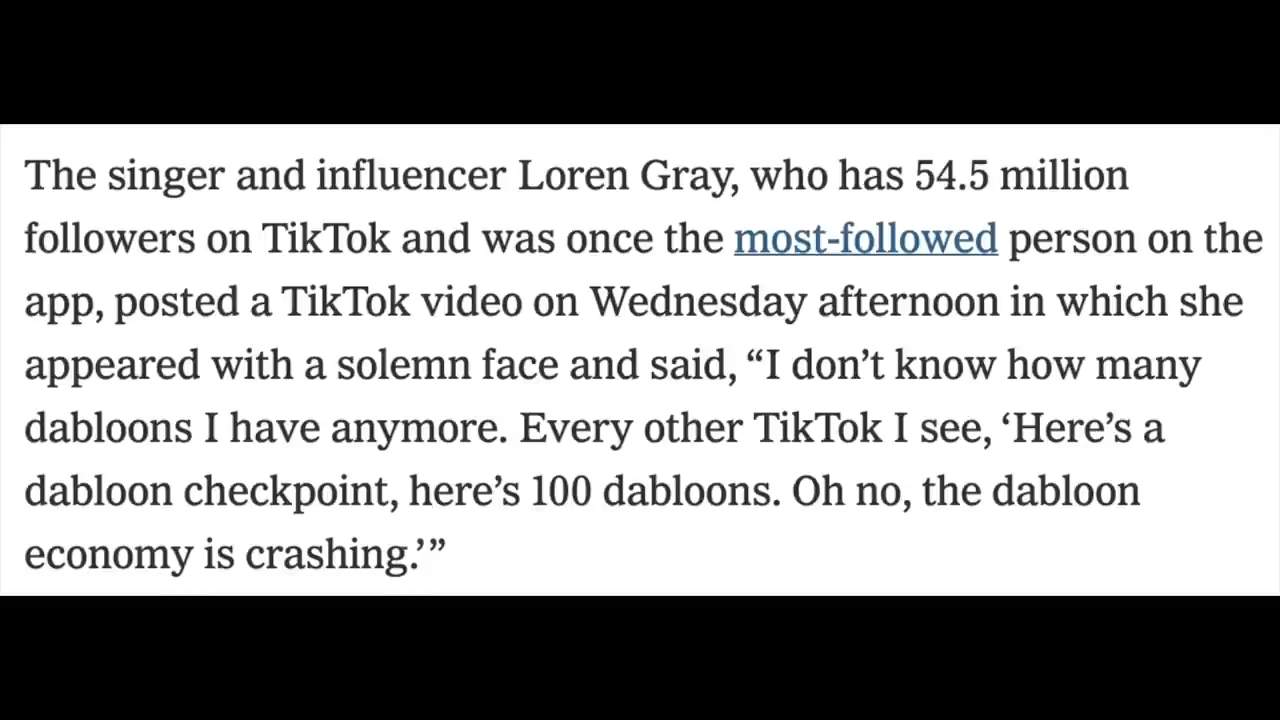 The singer and influencer Loren Gray, who has 54.5 million
followers on TikTok and was once the most-followed person on the
app, posted a TikTok video on Wednesday afternoon in which she
appeared with a solemn face and said, “I don’t know how many
dabloons I have anymore. Every other TikTok I see, ‘Here’s a
dabloon checkpoint, here’s 100 dabloons. Oh no, the dabloon
economy is crashing.’”